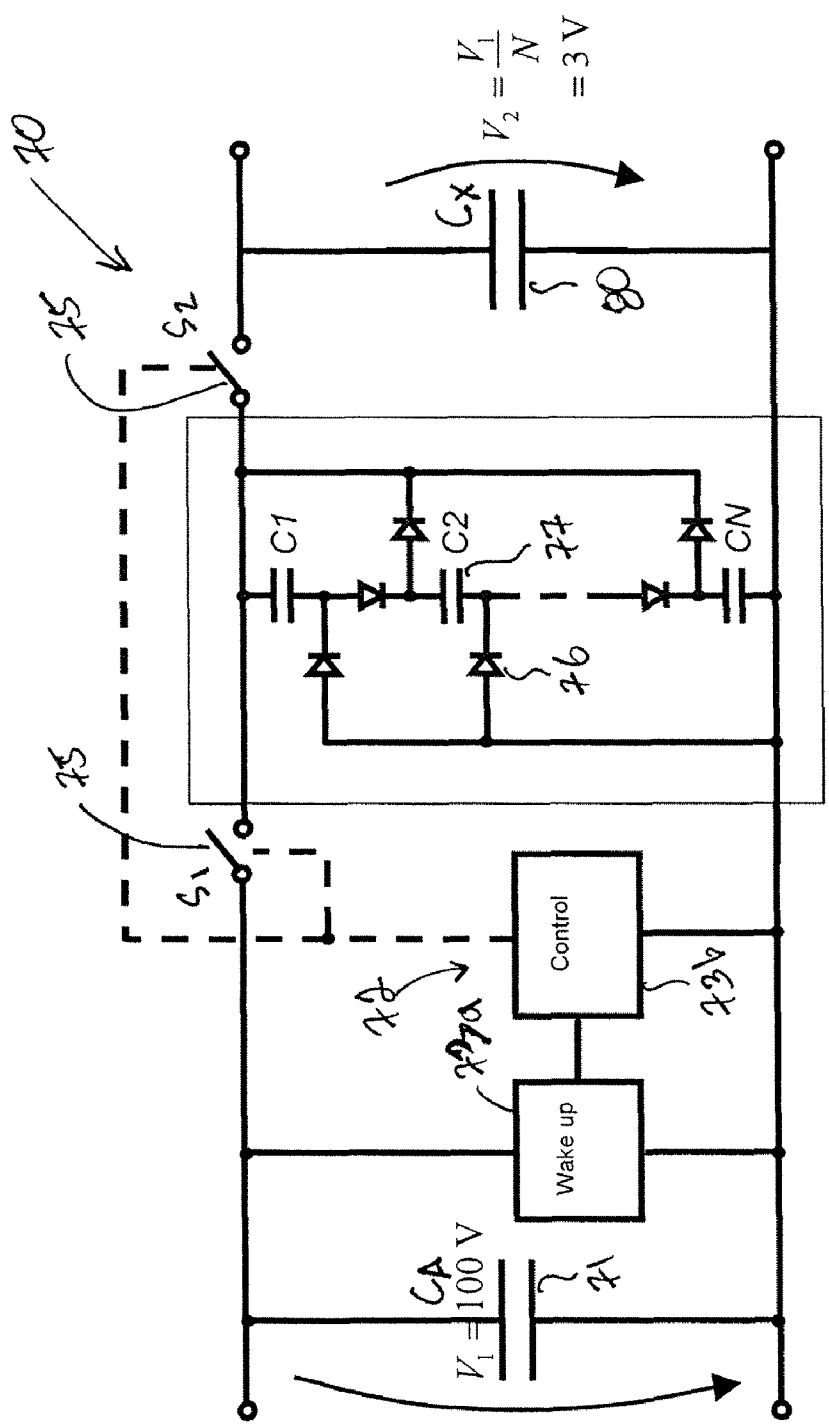 70
75
S2
V₂ = V₁/N
= 3 V
Cx
80
C1
C2
77
CN
76
75
S1
72
Control
73b
Wake up
CA
V₁ = 100 V
71